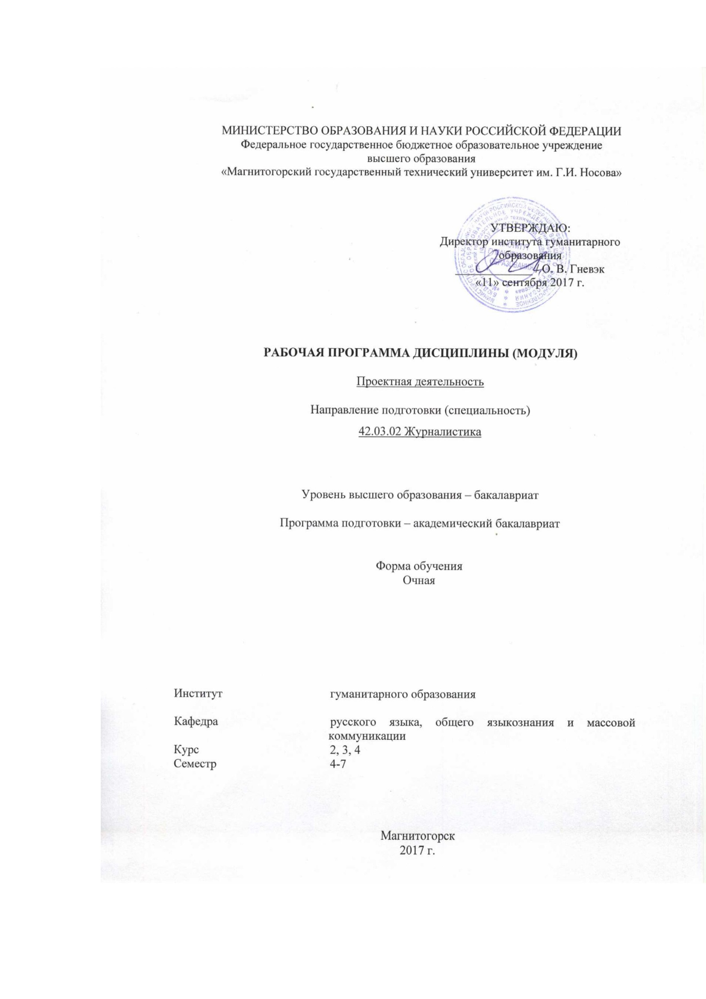 МИНИСТЕРСТВО ОБРАЗОВАНИЯ И НАУКИ РОССИЙСКОЙ ФЕДЕРАЦИИ
Федеральное государственное бюджетное образовательное учреждение
высшего образования
«Магнитогорский государственный технический университет им. Г.И. Носова»
УТВЕРЖДАЮ:
Директор института гуманитарного
образования
/ О. В. Гневэк
«11» сентября 2017 г.
ИНСТИТУТ
ГУМАНИТАРНОГО
ОБРАЗОВАНИЯ
РАБОЧАЯ ПРОГРАММА ДИСЦИПЛИНЫ (МОДУЛЯ)
Проектная деятельность
Направление подготовки (специальность)
42.03.02 Журналистика
Уровень высшего образования – бакалавриат
Программа подготовки – академический бакалавриат
Форма обучения
Очная
Институт гуманитарного образования
Кафедра русского языка, общего языкознания и массовой
коммуникации
Курс 2, 3, 4
Семестр 4-7
Магнитогорск
2017 г.